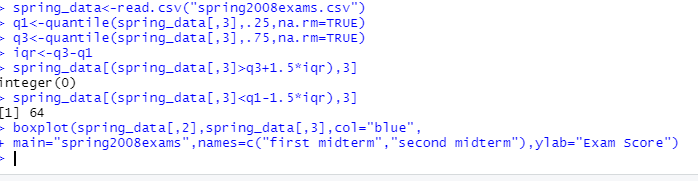 > spring_data<-read.csv("spring2008exams.csv")
> q1<-quantile(spring_data[,3],.25,na.rm=TRUE)
> q3<-quantile(spring_data[,3],.75,na.rm=TRUE)
> iqr<-q3-q1
> spring_data[(spring_data[,3]>q3+1.5*iqr),3]
integer(0)
> spring_data[(spring_data[,3]<q1-1.5*iqr),3]
[1] 64
> boxplot(spring_data[,2],spring_data[,3],col="blue",
+ main="spring2008exams",names=c("first midterm","second midterm"),ylab="Exam Score")
>